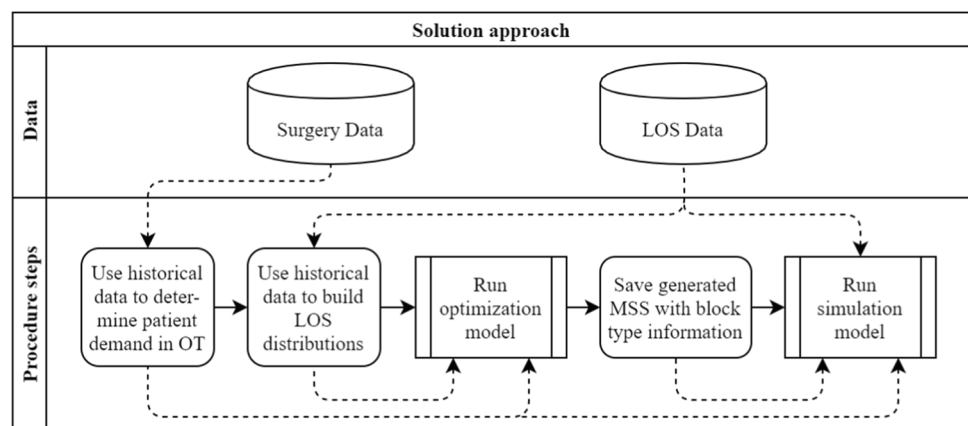 Solution approach
Data
Surgery Data
LOS Data
Procedure steps
Use historical
data to deter-
mine patient
demand in OT
Use historical
data to build
LOS
distributions
Run
optimization
model
Save generated
MSS with block
type information
Run
simulation
model